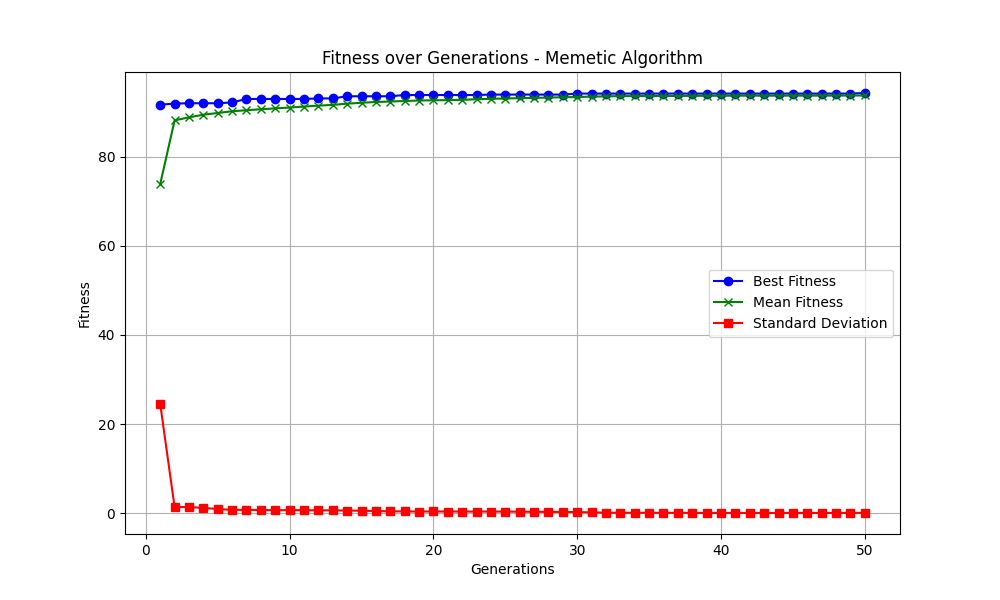 Fitness over Generations - Memetic Algorithm
Fitness
80
60
40
20
0
Best Fitness
Mean Fitness
Standard Deviation
0 10 20 30 40 50
Generations